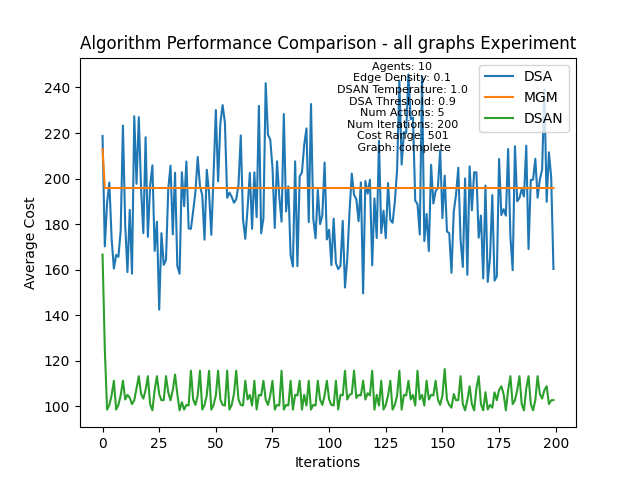 Algorithm Performance Comparison - all graphs Experiment
Agents: 10
Edge Density: 0.1
DSAN Temperature: 1.0
DSA Threshold: 0.9
Num Actions: 5
Num Iterations: 200
Cost Range: 501
Graph: complete
DSA
MGM
DSAN
Average Cost
240
220
200
180
160
140
120
100
0 25 50 75 100 125 150 175 200
Iterations